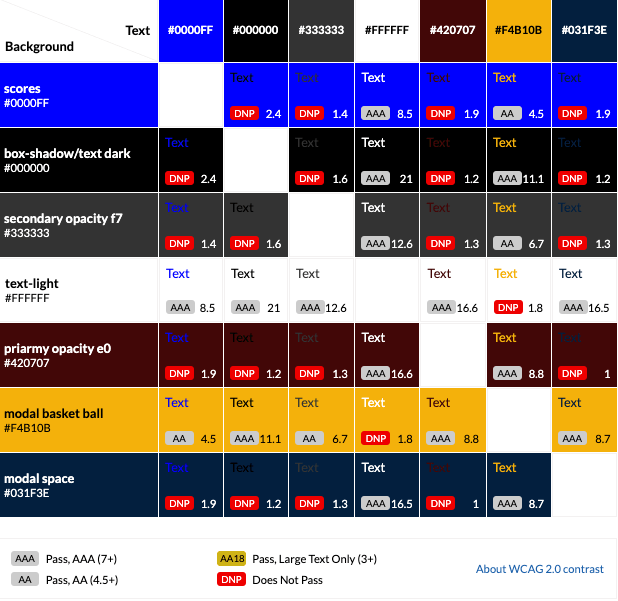 Text #0000FF #000000 #333333 #FFFFFF #420707 #F4B10B #031F3E
Background
scores Text Text Text Text Text Text
#0000FF DNP 2.4 DNP 1.4 AAA 8.5 DNP 1.9 AA 4.5 DNP 1.9
box-shadow/text dark Text Text Text Text Text Text
#000000 DNP 2.4 DNP 1.6 AAA 21 DNP 1.2 AAA 11.1 DNP 1.2
secondary opacity f7 Text Text Text Text Text Text
#333333 DNP 1.4 DNP 1.6 AAA 12.6 DNP 1.3 AA 6.7 DNP 1.3
text-light Text Text Text Text Text Text
#FFFFFF AAA 8.5 AAA 21 AAA 12.6 AAA 16.6 DNP 1.8 AAA 16.5
priarmy opacity e0 Text Text Text Text Text Text
#420707 DNP 1.9 DNP 1.2 DNP 1.3 AAA 16.6 AAA 8.8 DNP 1
modal basket ball Text Text Text Text Text Text
#F4B10B AA 4.5 AAA 11.1 AA 6.7 DNP 1.8 AAA 8.8 AAA 8.7
modal space Text Text Text Text Text Text
#031F3E DNP 1.9 DNP 1.2 DNP 1.3 AAA 16.5 DNP 1 AAA 8.7
AAA Pass, AAA (7+) AA18 Pass, Large Text Only (3+)
AA Pass, AA (4.5+) DNP Does Not Pass
About WCAG 2.0 contrast